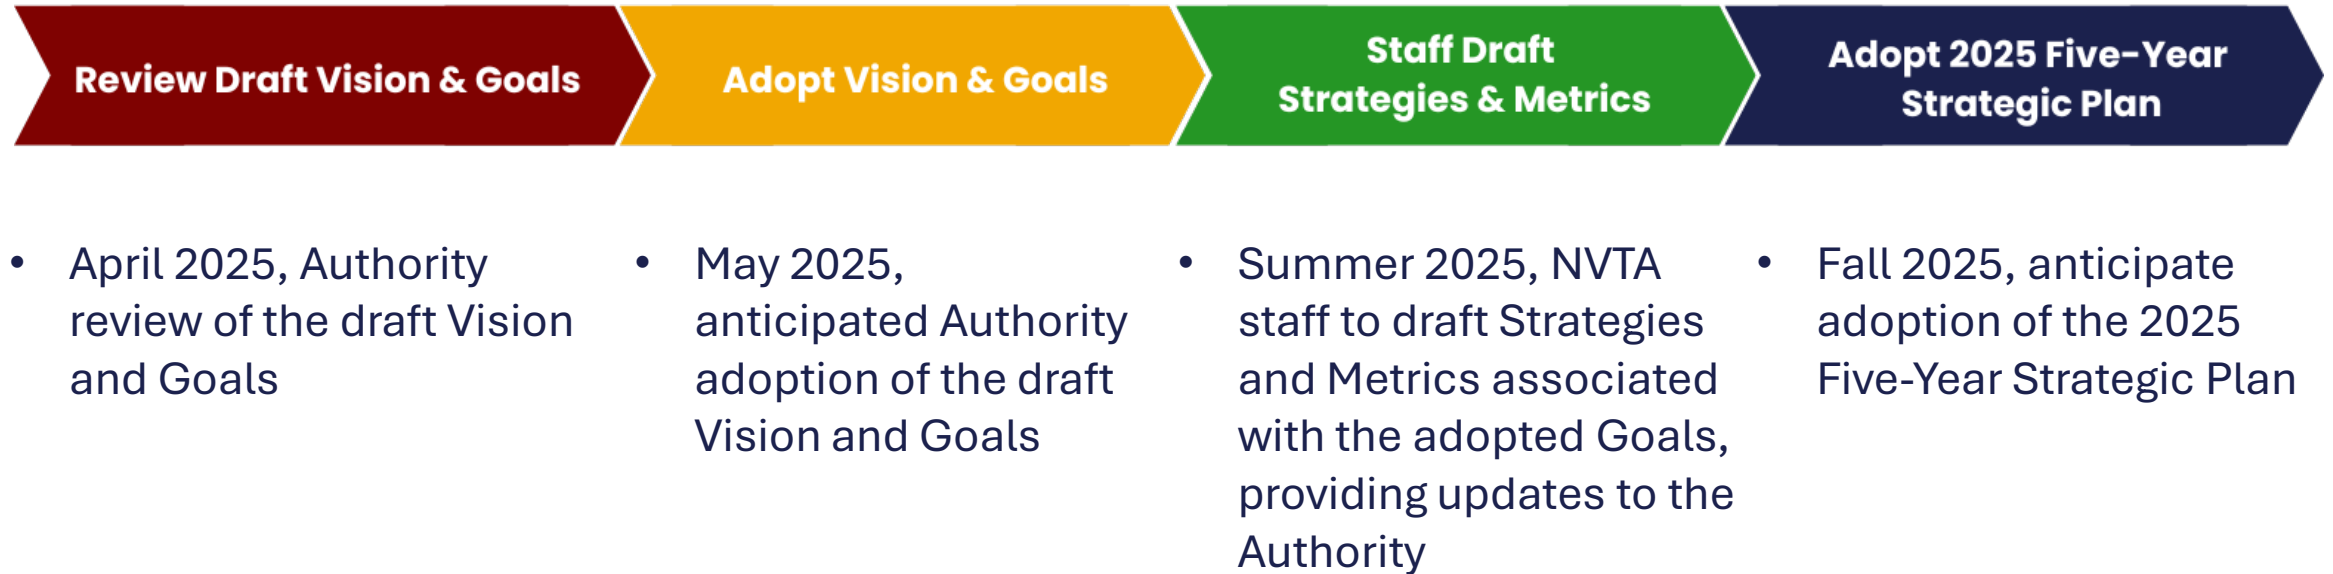 Review Draft Vision & Goals
Adopt Vision & Goals
Staff Draft
Strategies & Metrics
Adopt 2025 Five-Year
Strategic Plan
• April 2025, Authority
review of the draft Vision
and Goals
• May 2025,
anticipated Authority
adoption of the draft
Vision and Goals
• Summer 2025, NVTA
staff to draft Strategies
and Metrics associated
with the adopted Goals,
providing updates to the
Authority
• Fall 2025, anticipate
adoption of the 2025
Five-Year Strategic Plan